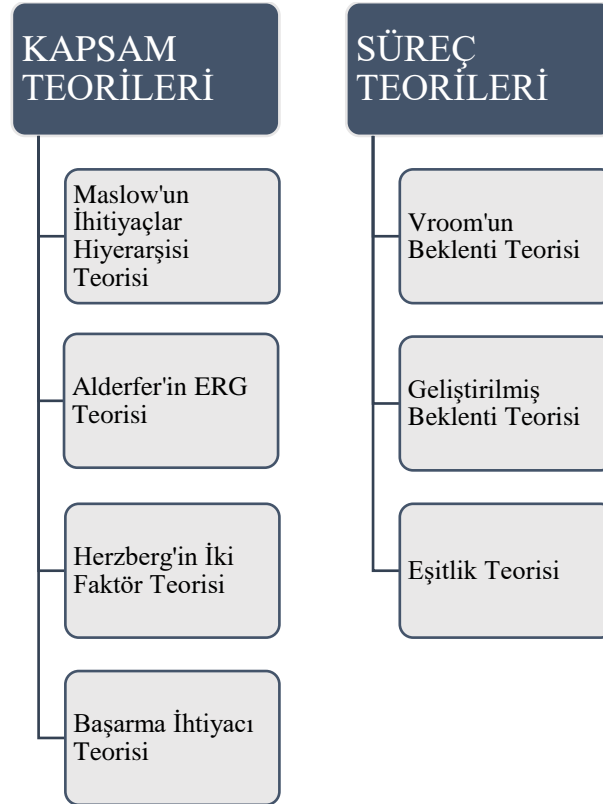 KAPSAM
TEORİLERİ
Maslow'un
İhitiyaçlar
Hiyerarşisi
Teorisi
Alderfer'in ERG
Teorisi
Herzberg'in İki
Faktör Teorisi
Başarma İhtiyacı
Teorisi
SÜREÇ
TEORİLERİ
Vroom'un
Beklenti Teorisi
Geliştirilmiş
Beklenti Teorisi
Eşitlik Teorisi